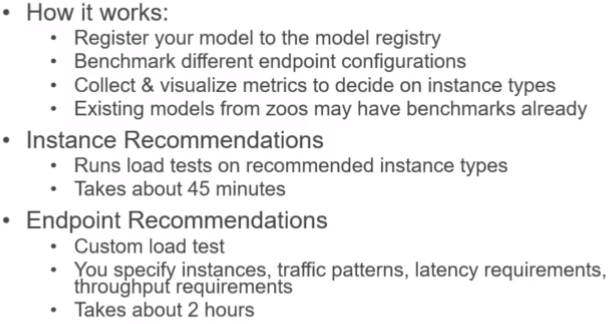 • How it works:
• Register your model to the model registry
• Benchmark different endpoint configurations
• Collect & visualize metrics to decide on instance types
• Existing models from zoos may have benchmarks already
• Instance Recommendations
• Runs load tests on recommended instance types
• Takes about 45 minutes
• Endpoint Recommendations
• Custom load test
• You specify instances, traffic patterns, latency requirements,
throughput requirements
• Takes about 2 hours